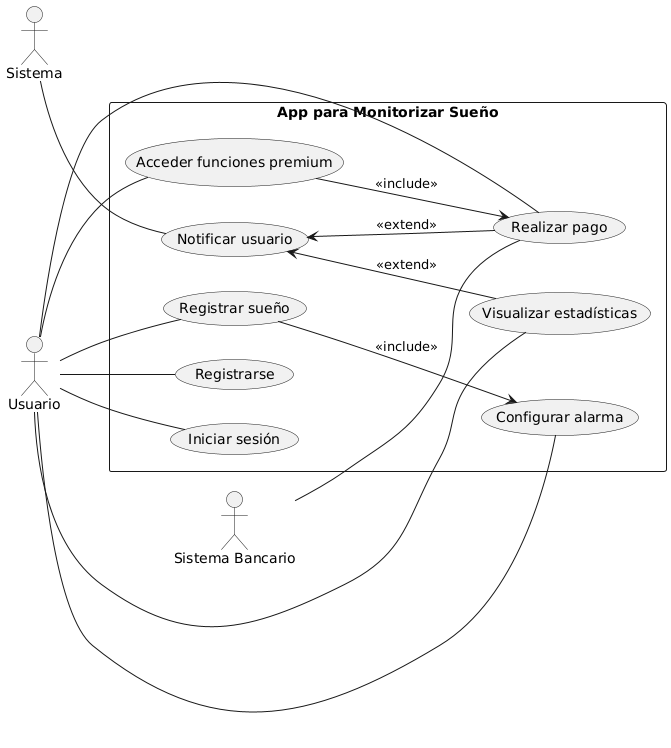 Sistema
App para Monitorizar Sueño
Acceder funciones premium
«include»
Realizar pago
Notificar usuario
«extend»
«extend»
Registrar sueño
Visualizar estadísticas
«include»
Registrarse
Usuario
Configurar alarma
Iniciar sesión
Sistema Bancario